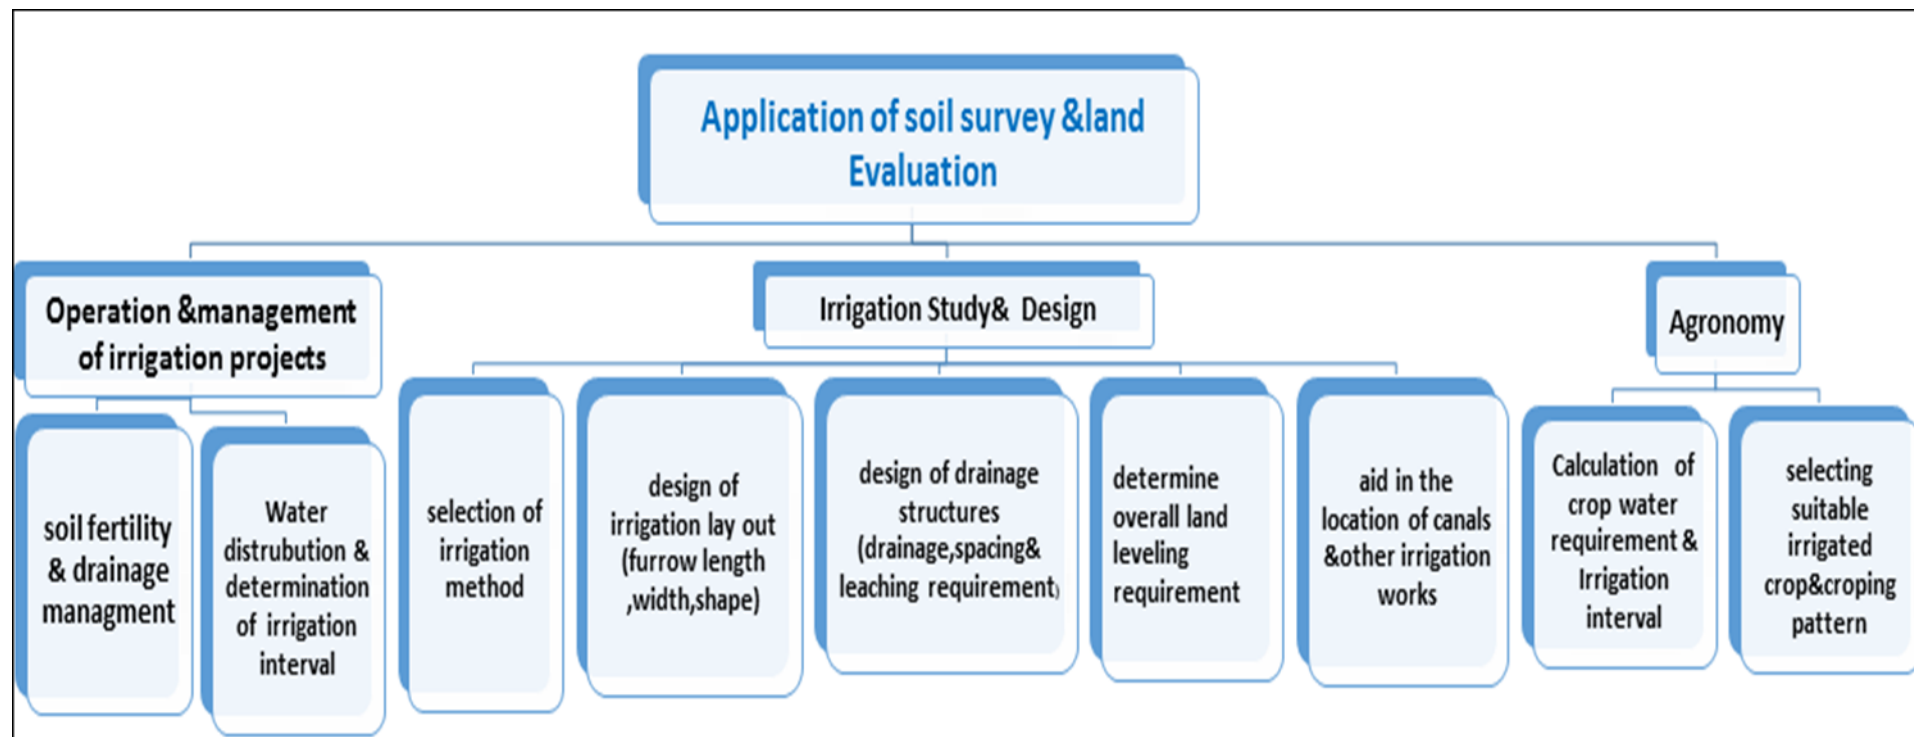 Application of soil survey &land
Evaluation
Operation &management
of irrigation projects
Irrigation Study& Design
Agronomy
soil fertility
& drainage
managment
Water
distrubution &
determination
of irrigation
interval
selection of
irrigation
method
design of
irrigation lay out
(furrow length
,width,shape)
design of drainage
structures
(drainage,spacing&
leaching requirement)
determine
overall land
leveling
requirement
aid in the
location of canals
&other irrigation
works
Calculation of
crop water
requirement &
Irrigation
interval
selecting
suitable
irrigated
crop&croping
pattern